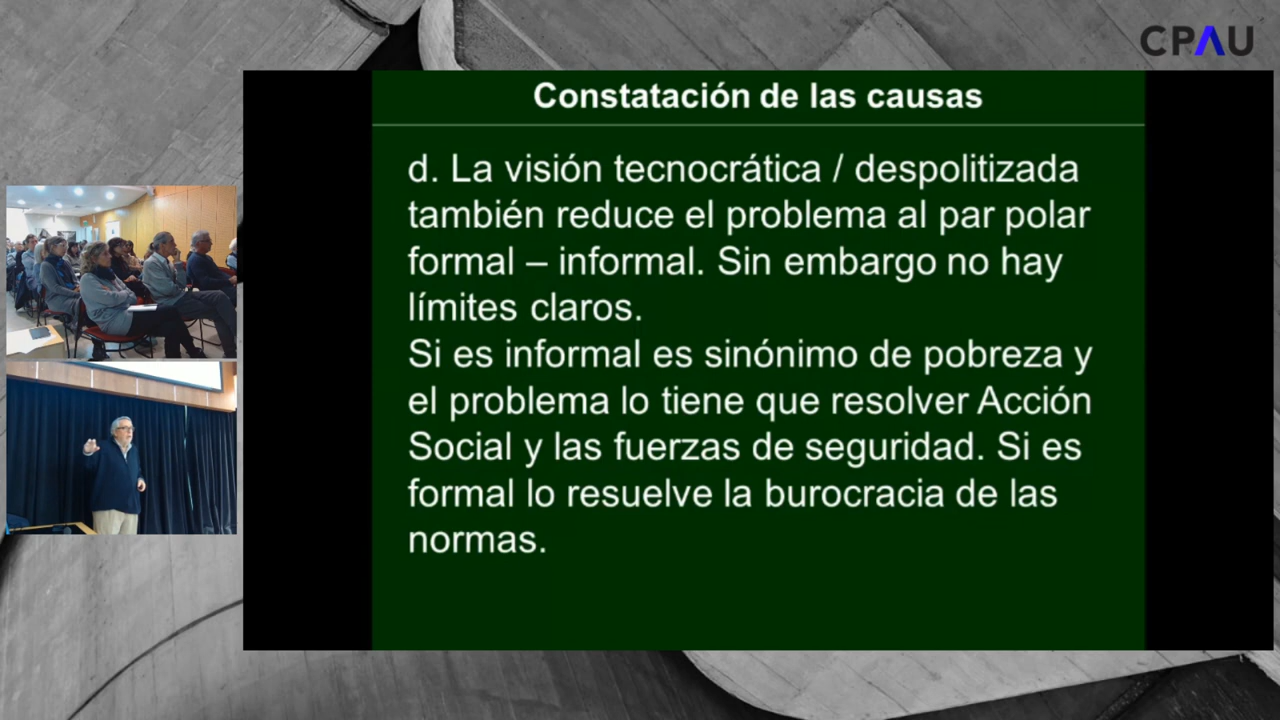 CPAU
Constatación de las causas
d. La visión tecnocrática / despolitizada
también reduce el problema al par polar
formal – informal. Sin embargo no hay
límites claros.
Si es informal es sinónimo de pobreza y
el problema lo tiene que resolver Acción
Social y las fuerzas de seguridad. Si es
formal lo resuelve la burocracia de las
normas.